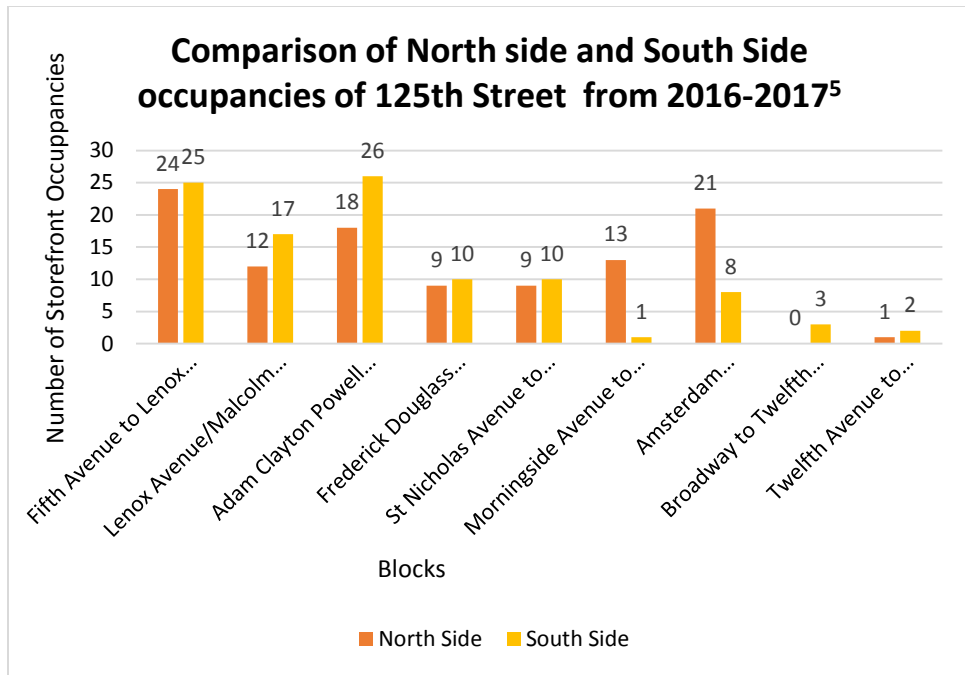 Comparison of North side and South Side
occupancies of 125th Street from 2016-2017⁵
Number of Storefront Occuppancies
30
25
20
15
10
5
0
24 25
12 17
18 26
9 10
9 10
13 1
21 8
0 3
1 2
Fifth Avenue to Lenox...
Lenox Avenue/Malcolm...
Adam Clayton Powell...
Frederick Douglass...
St Nicholas Avenue to...
Morningside Avenue to...
Amsterdam...
Broadway to Twelfth...
Twelfth Avenue to...
Blocks
North Side South Side